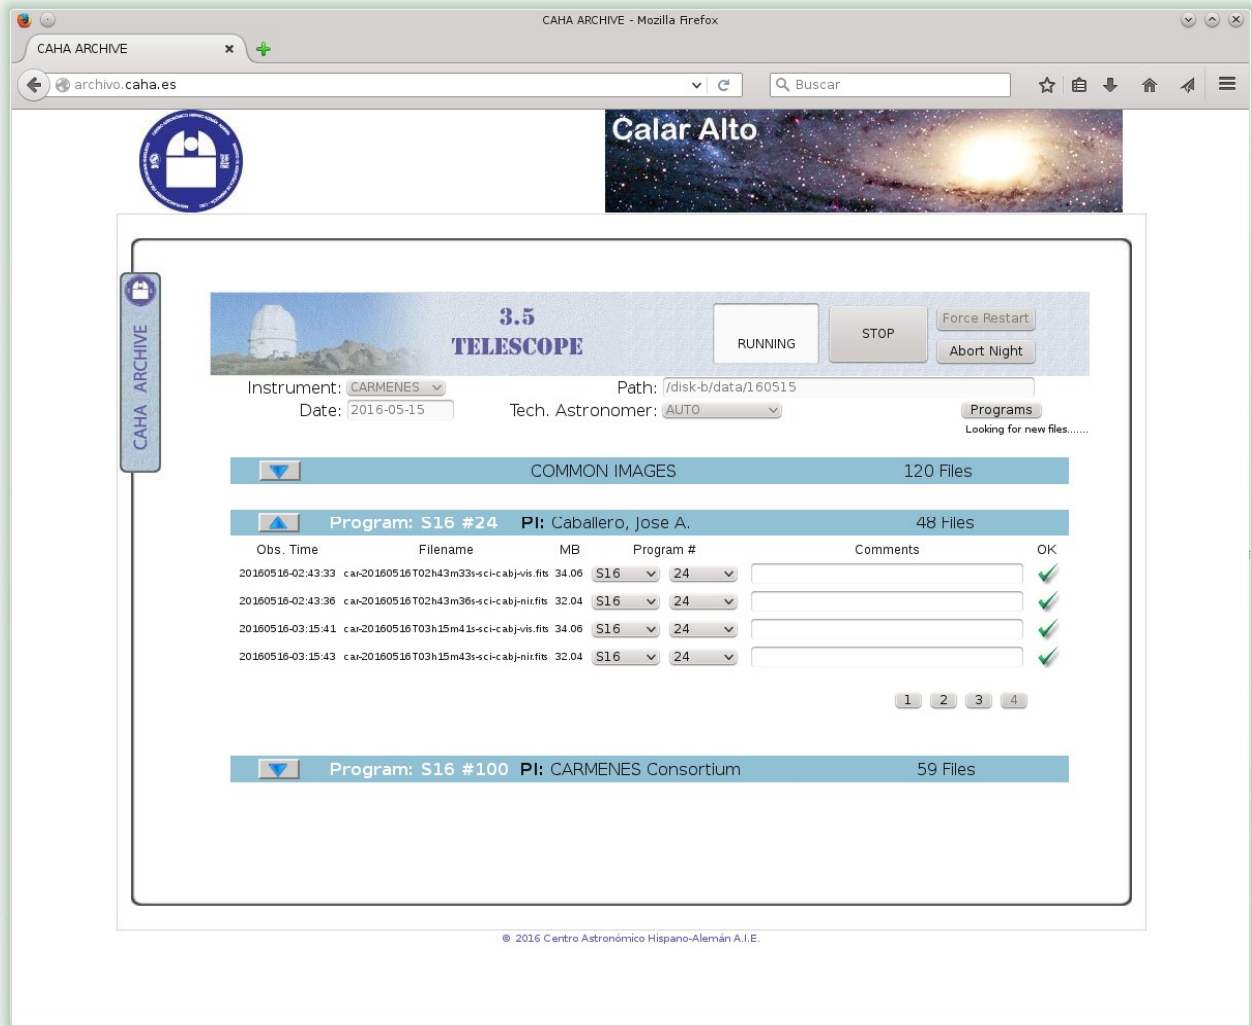 CAHA ARCHIVE - Mozilla Firefox
CAHA ARCHIVE
archivo.caha.es
Buscar
Calar Alto
CAHA ARCHIVE
3.5
TELESCOPE
RUNNING
STOP
Force Restart
Abort Night
Instrument: CARMENES Path: /disk-b/data/160515
Date: 2016-05-15 Tech. Astronomer: AUTO Programs
Looking for new files.......
COMMON IMAGES 120 Files
Program: S16 #24 PI: Caballero, Jose A. 48 Files
Obs. Time Filename MB Program # Comments OK
20160516-02:43:33 car-20160516T02h43m33s-sci-cabj-vis.fits 34.06 S16 24
20160516-02:43:36 car-20160516T02h43m36s-sci-cabj-nir.fits 32.04 S16 24
20160516-03:15:41 car-20160516T03h15m41s-sci-cabj-vis.fits 34.06 S16 24
20160516-03:15:43 car-20160516T03h15m43s-sci-cabj-nir.fits 32.04 S16 24
1 2 3 4
Program: S16 #100 PI: CARMENES Consortium 59 Files
© 2016 Centro Astronómico Hispano-Alemán A.I.E.